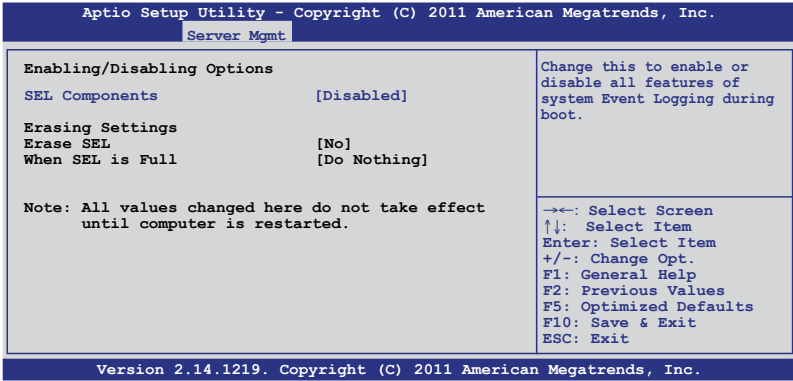 Aptio Setup Utility - Copyright (C) 2011 American Megatrends, Inc.
Server Mgmt
Enabling/Disabling Options
SEL Components [Disabled]
Erasing Settings
Erase SEL [No]
When SEL is Full [Do Nothing]
Note: All values changed here do not take effect
until computer is restarted.
Change this to enable or
disable all features of
system Event Logging during
boot.
→←: Select Screen
↑↓: Select Item
Enter: Select Item
+/-: Change Opt.
F1: General Help
F2: Previous Values
F5: Optimized Defaults
F10: Save & Exit
ESC: Exit
Version 2.14.1219. Copyright (C) 2011 American Megatrends, Inc.